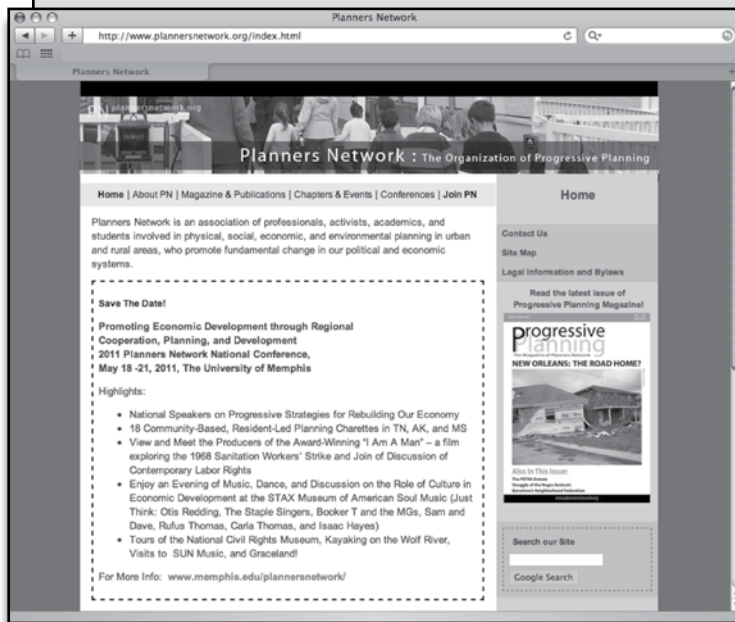 Planners Network
http://www.plannersnetwork.org/index.html
Planners Network
plannersnetwork.org
Planners Network : The Organization of Progressive Planning
Home | About PN | Magazine & Publications | Chapters & Events | Conferences | Join PN
Planners Network is an association of professionals, activists, academics, and
students involved in physical, social, economic, and environmental planning in urban
and rural areas, who promote fundamental change in our political and economic
systems.
Save The Date!
Promoting Economic Development through Regional
Cooperation, Planning, and Development
2011 Planners Network National Conference,
May 18 -21, 2011, The University of Memphis
Highlights:
• National Speakers on Progressive Strategies for Rebuilding Our Economy
• 18 Community-Based, Resident-Led Planning Charettes in TN, AK, and MS
• View and Meet the Producers of the Award-Winning "I Am A Man" – a film
exploring the 1968 Sanitation Workers' Strike and Join of Discussion of
Contemporary Labor Rights
• Enjoy an Evening of Music, Dance, and Discussion on the Role of Culture in
Economic Development at the STAX Museum of American Soul Music (Just
Think: Otis Redding, The Staple Singers, Booker T and the MGs, Sam and
Dave, Rufus Thomas, Carla Thomas, and Isaac Hayes)
• Tours of the National Civil Rights Museum, Kayaking on the Wolf River,
Visits to SUN Music, and Graceland!
For More Info: www.memphis.edu/plannersnetwork/
Home
Contact Us
Site Map
Legal Information and Bylaws
Read the latest issue of
Progressive Planning Magazine!
Progressive
Planning
The Magazine of Planners Network
NEW ORLEANS: THE ROAD HOME?
Also In This Issue:
Search our Site
Google Search